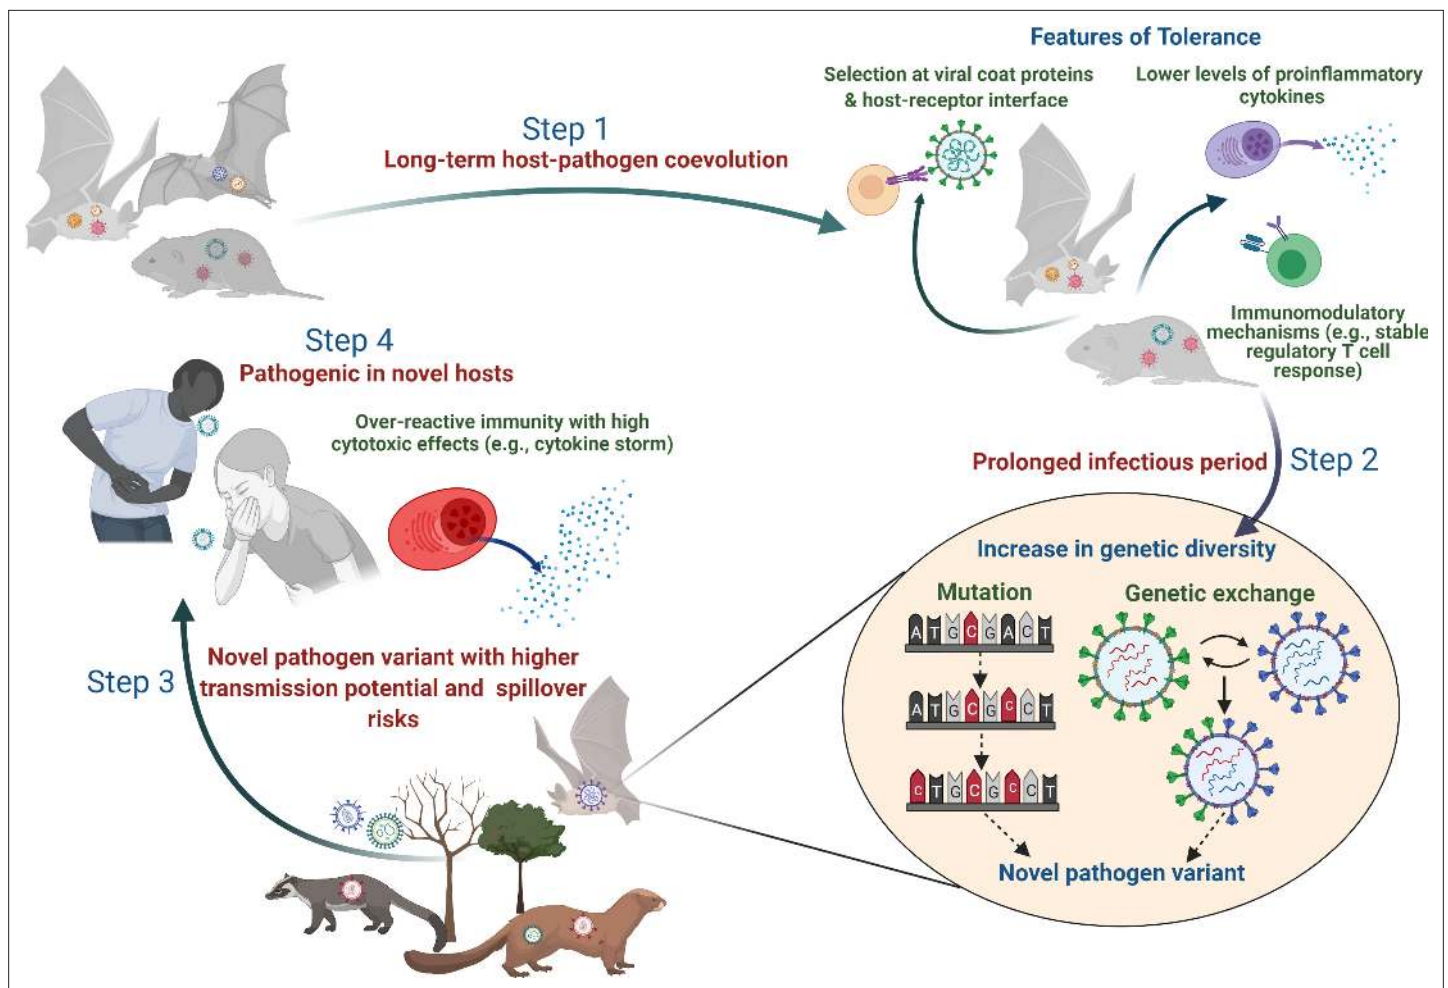 Features of Tolerance
Selection at viral coat proteins
& host-receptor interface
Lower levels of proinflammatory
cytokines
Step 1
Long-term host-pathogen coevolution
Immunomodulatory
mechanisms (e.g., stable
regulatory T cell
response)
Step 4
Pathogenic in novel hosts
Over-reactive immunity with high
cytotoxic effects (e.g., cytokine storm)
Prolonged infectious period
Step 2
Increase in genetic diversity
Mutation
Genetic exchange
A T G C G A C T
A T G C G C C T
C T G C G C C T
Novel pathogen variant
Step 3
Novel pathogen variant with higher
transmission potential and spillover
risks